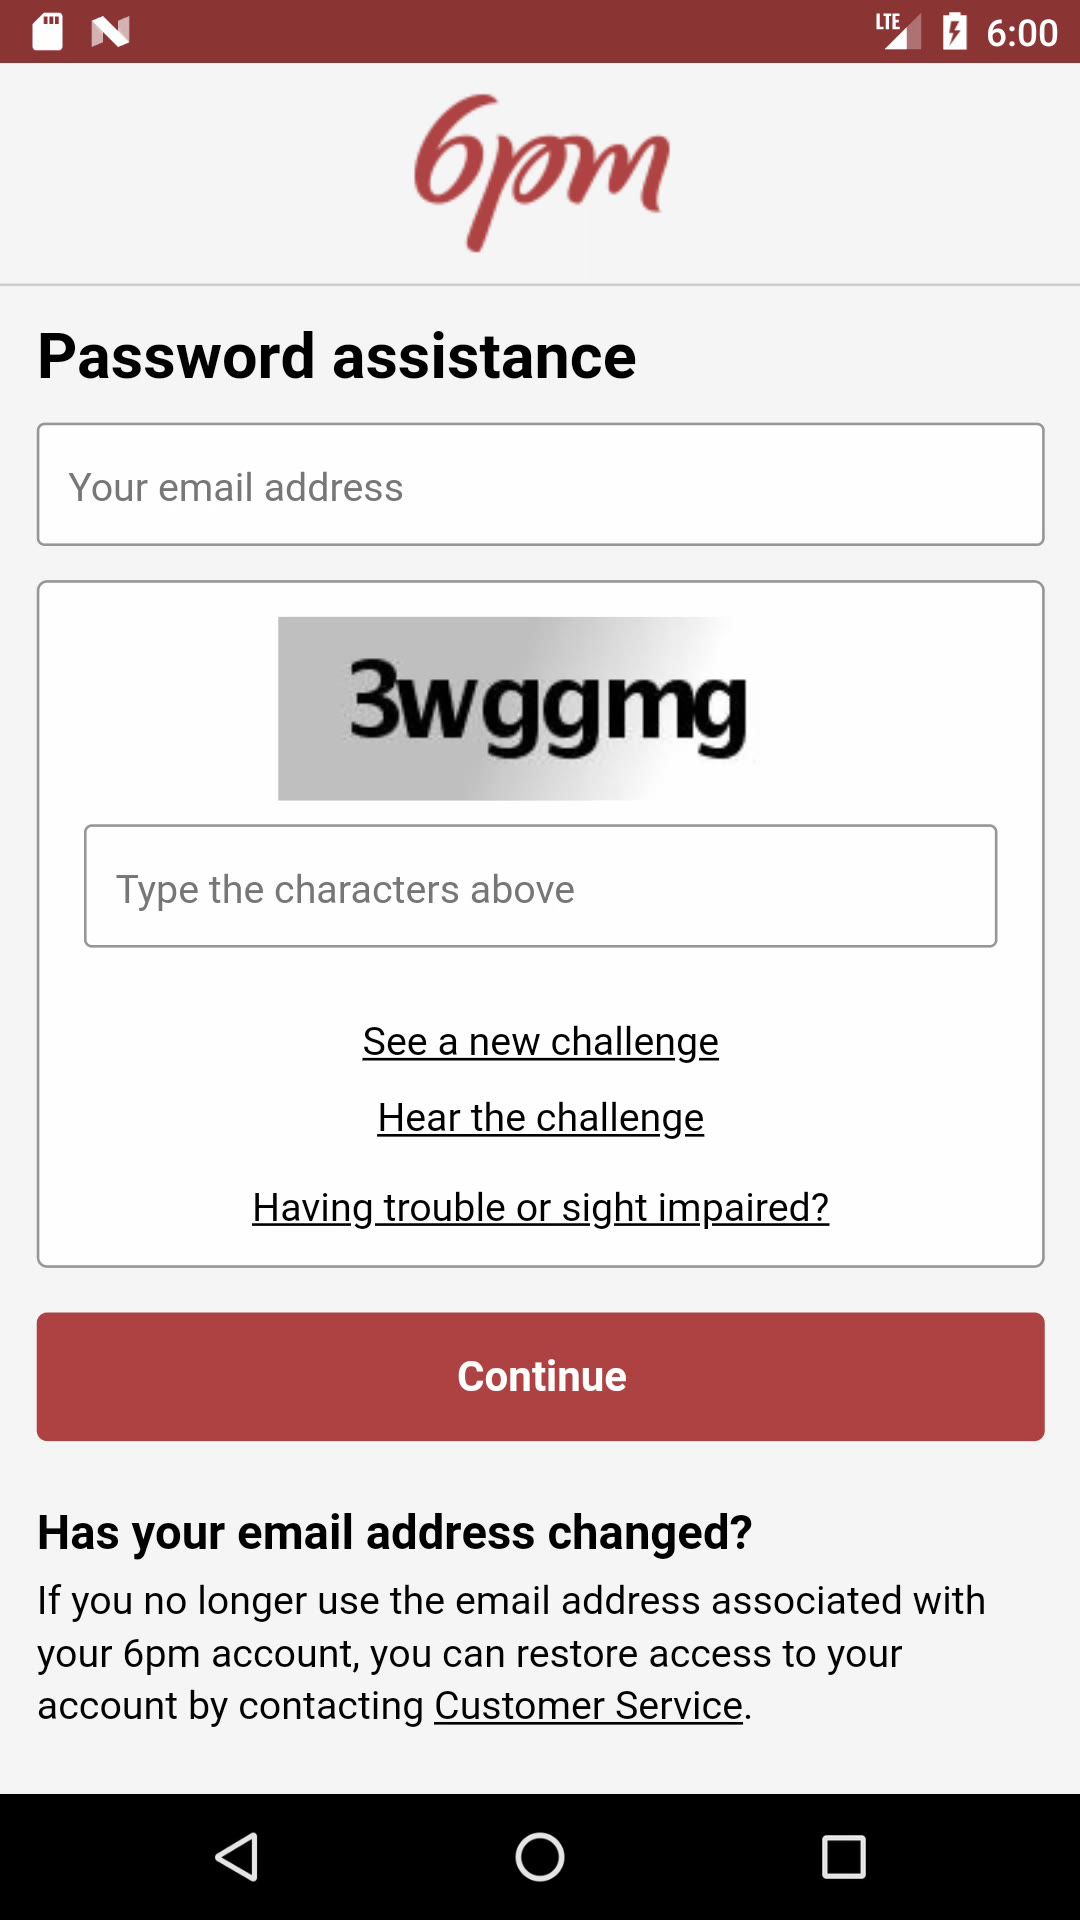 LTE 6:00
6pm
Password assistance
Your email address
3wggmg
Type the characters above
See a new challenge
Hear the challenge
Having trouble or sight impaired?
Continue
Has your email address changed?
If you no longer use the email address associated with
your 6pm account, you can restore access to your
account by contacting Customer Service.